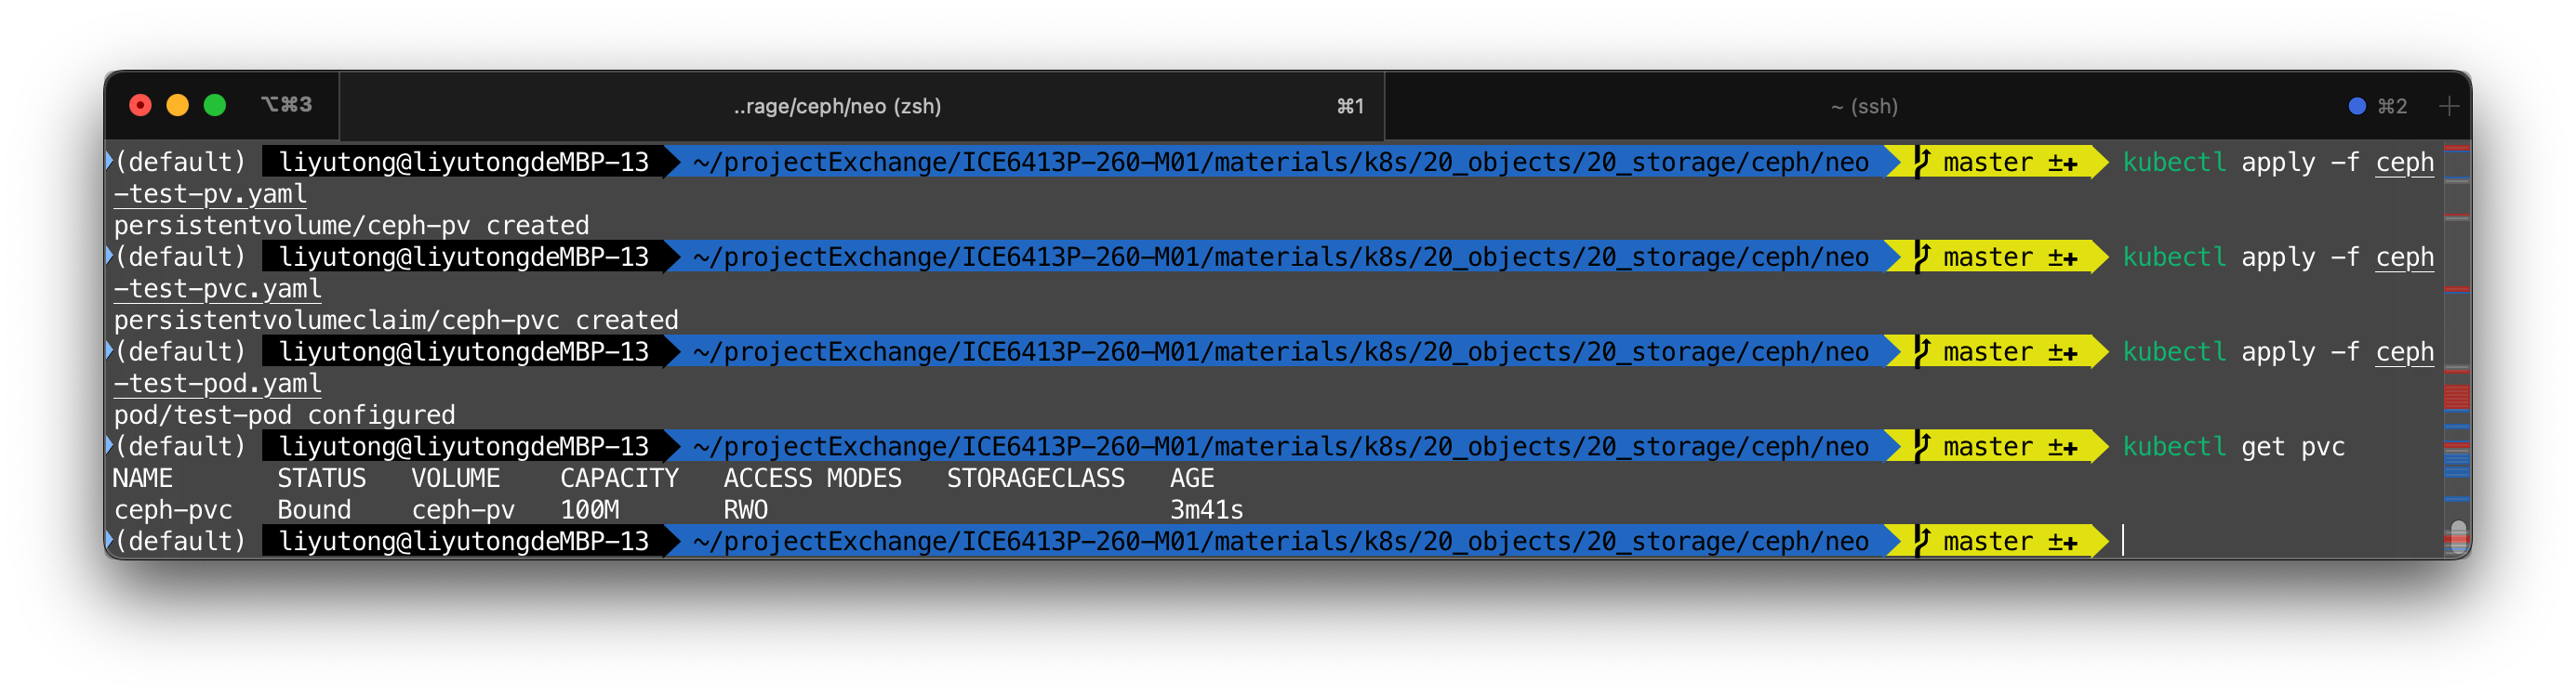 ⌥⌘3 ..rage/ceph/neo (zsh) ⌘1 ~ (ssh) ⌘2 +
(default) liyutong@liyutongdeMBP-13 ~/projectExchange/ICE6413P-260-M01/materials/k8s/20_objects/20_storage/ceph/neo master ±✚ kubectl apply -f ceph
-test-pv.yaml
persistentvolume/ceph-pv created
(default) liyutong@liyutongdeMBP-13 ~/projectExchange/ICE6413P-260-M01/materials/k8s/20_objects/20_storage/ceph/neo master ±✚ kubectl apply -f ceph
-test-pvc.yaml
persistentvolumeclaim/ceph-pvc created
(default) liyutong@liyutongdeMBP-13 ~/projectExchange/ICE6413P-260-M01/materials/k8s/20_objects/20_storage/ceph/neo master ±✚ kubectl apply -f ceph
-test-pod.yaml
pod/test-pod configured
(default) liyutong@liyutongdeMBP-13 ~/projectExchange/ICE6413P-260-M01/materials/k8s/20_objects/20_storage/ceph/neo master ±✚ kubectl get pvc
NAME STATUS VOLUME CAPACITY ACCESS MODES STORAGECLASS AGE
ceph-pvc Bound ceph-pv 100M RWO 3m41s
(default) liyutong@liyutongdeMBP-13 ~/projectExchange/ICE6413P-260-M01/materials/k8s/20_objects/20_storage/ceph/neo master ±✚